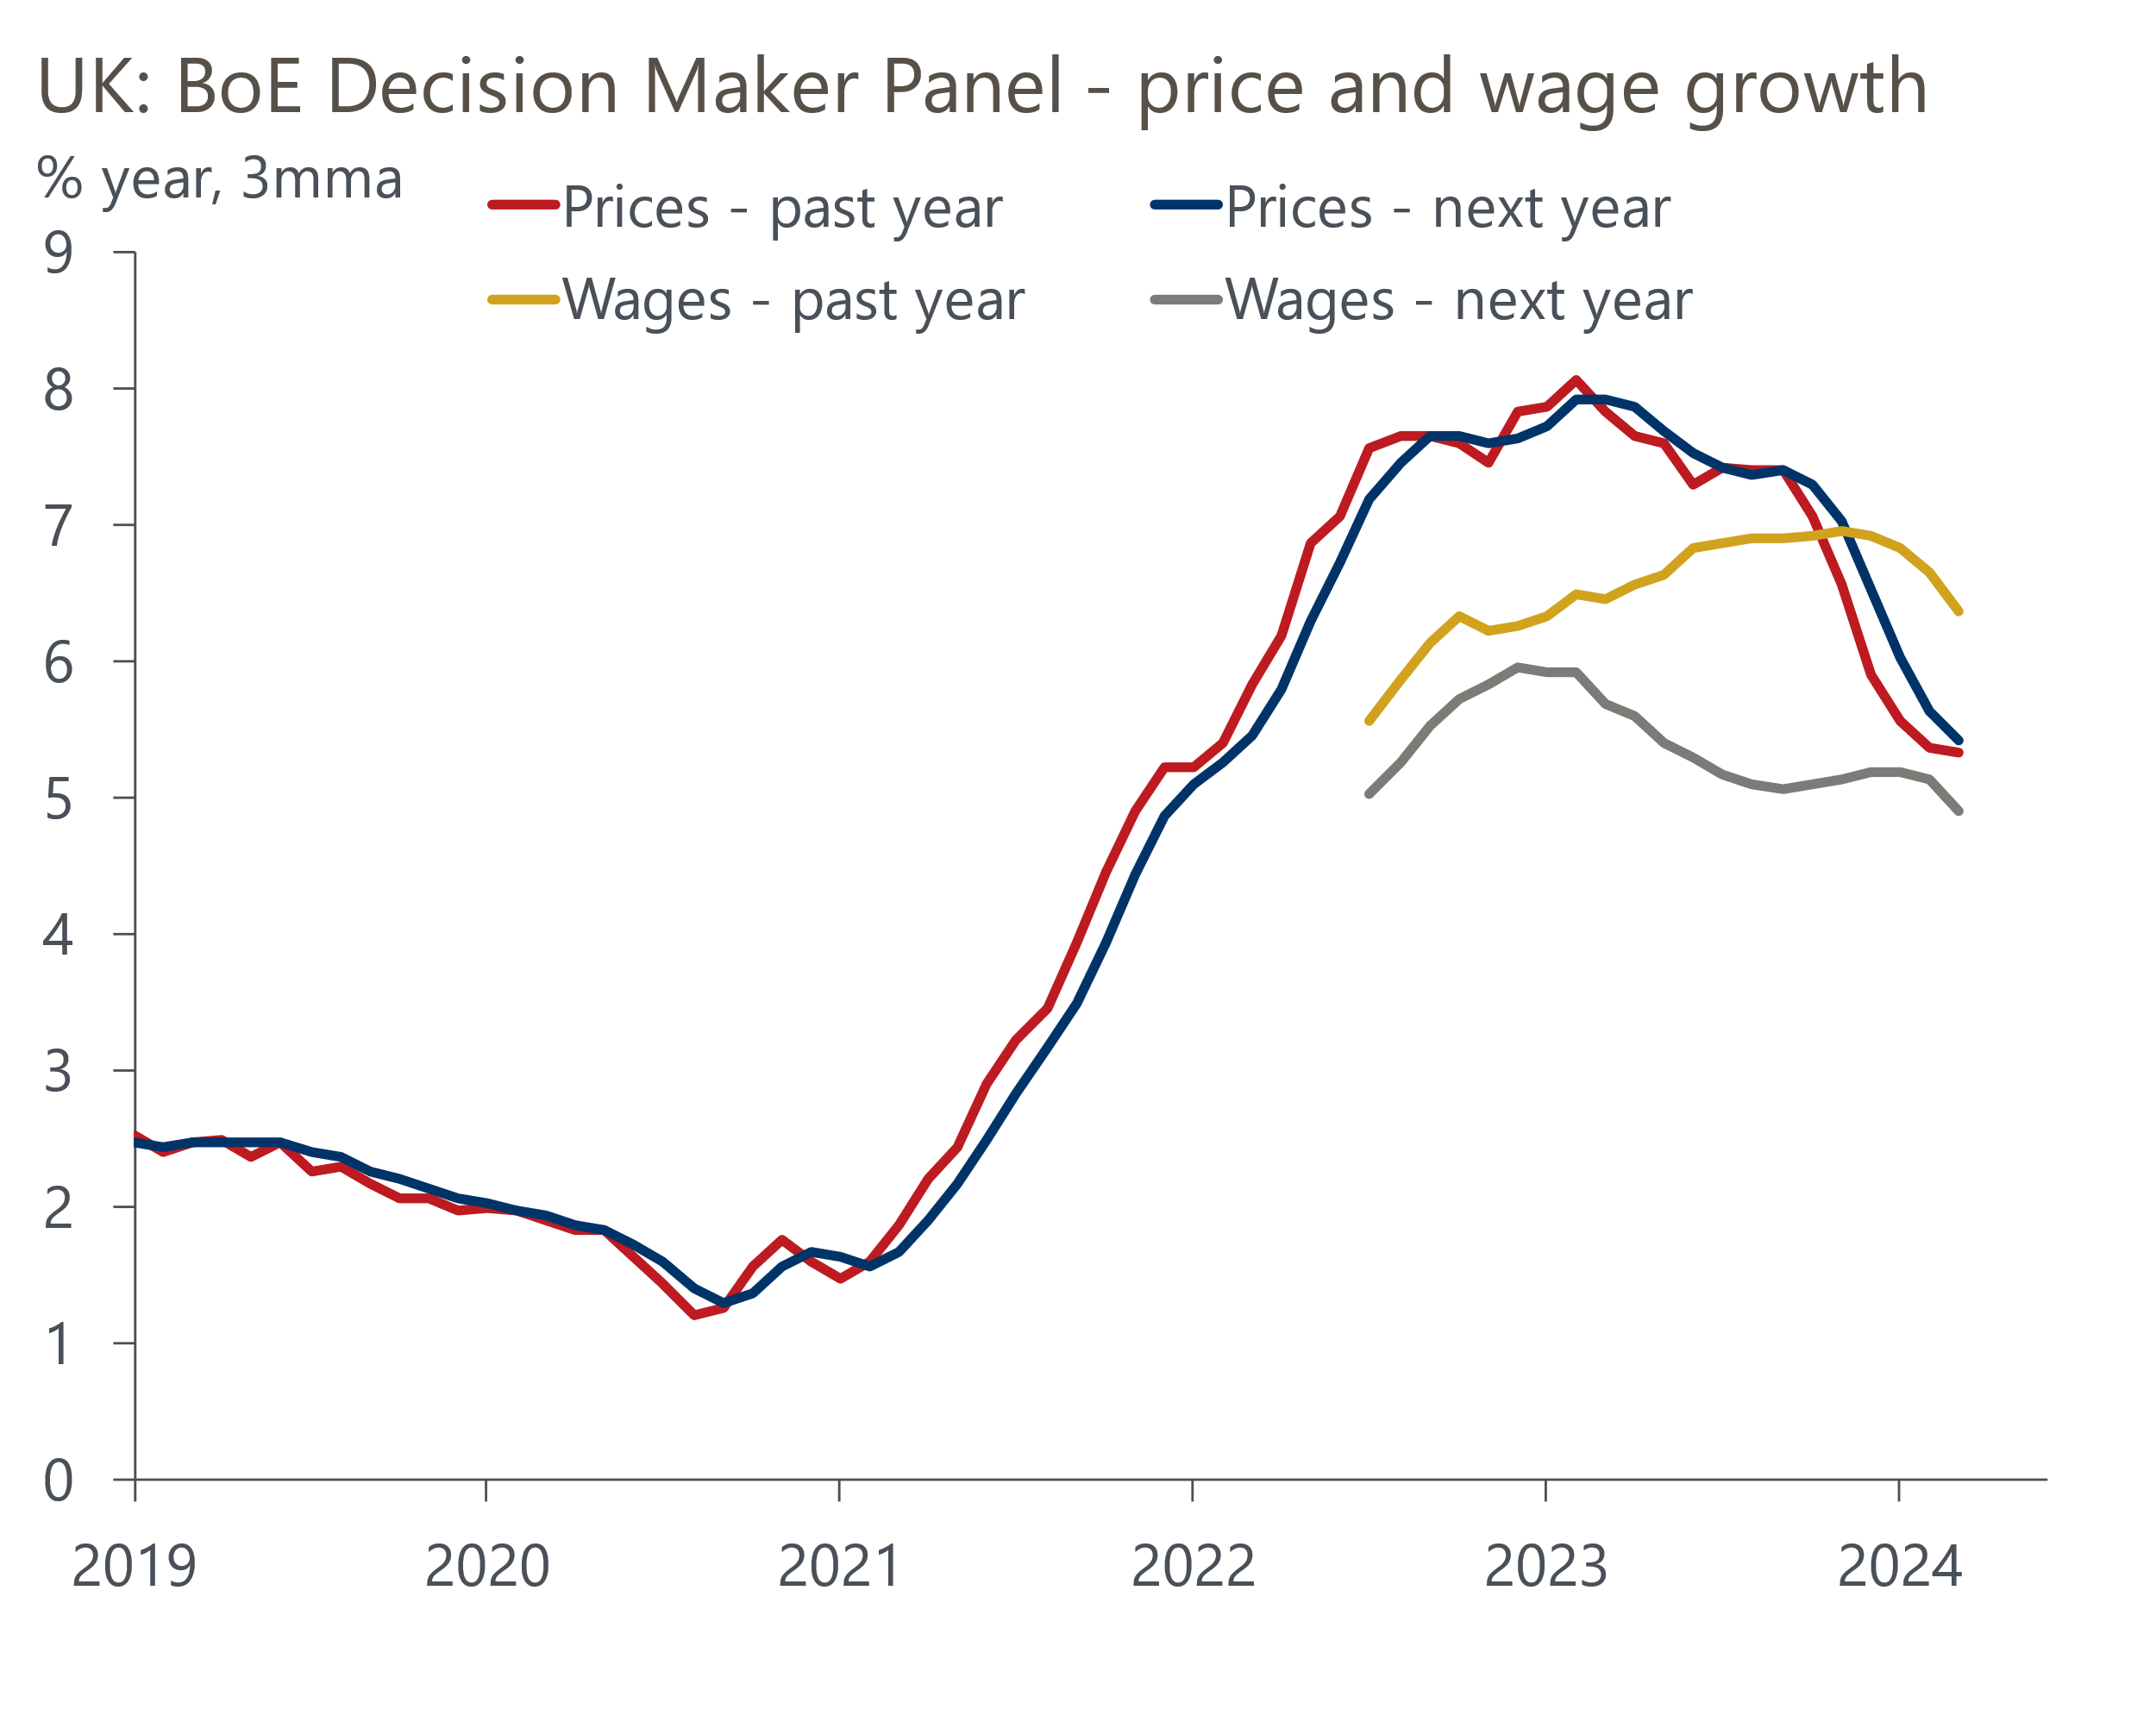 UK: BoE Decision Maker Panel - price and wage growth
% year, 3mma
Prices - past year
Prices - next year
Wages - past year
Wages - next year
9
8
7
6
5
4
3
2
1
0
2019 2020 2021 2022 2023 2024